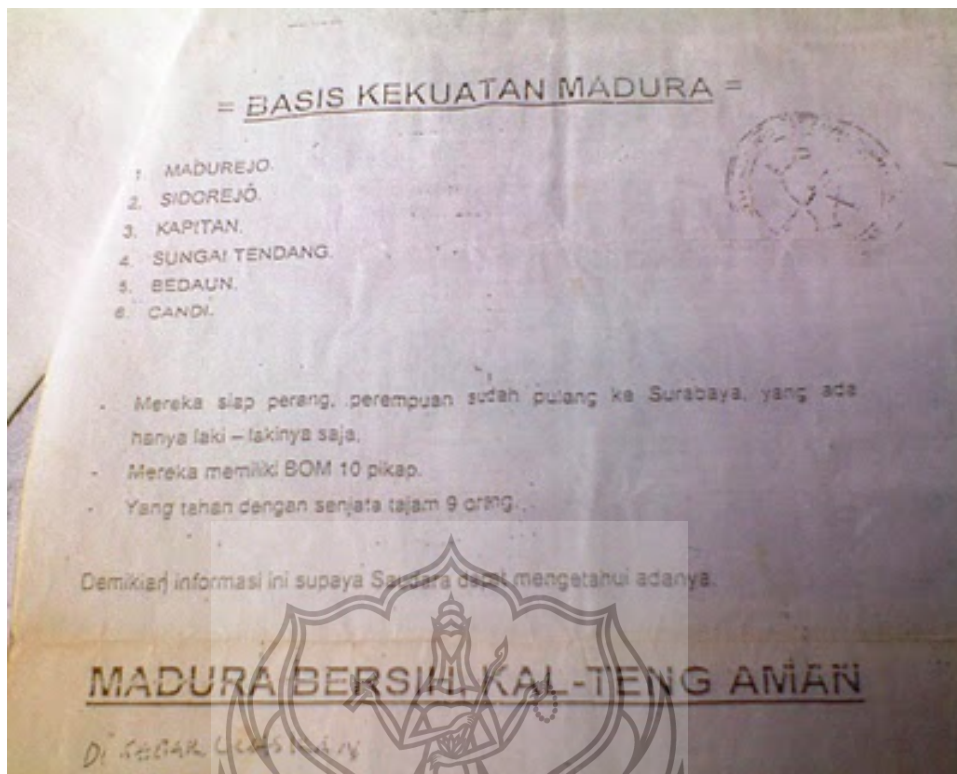 = BASIS KEKUATAN MADURA =
1. MADUREJO.
2. SIDOREJO.
3. KAPITAN.
4. SUNGAI TENDANG.
5. BEDAUN.
6. CANDI.
- Mereka siap perang, perempuan sudah pulang ke Surabaya, yang ada
hanya laki – lakinya saja.
- Mereka memiliki BOM 10 pikap.
- Yang tahan dengan senjata tajam 9 orang.
Demikian informasi ini supaya Saudara dapat mengetahui adanya.
MADURA BERSIH, KAL-TENG AMAN
Di